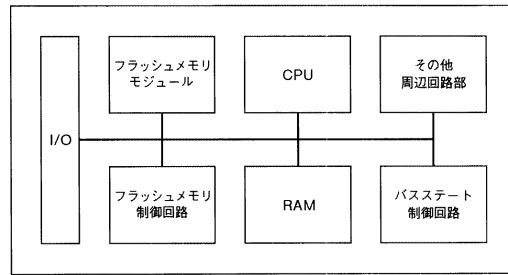 I/O
フラッシュメモリ
モジュール
CPU
その他
周辺回路部
フラッシュメモリ
制御回路
RAM
バスステート
制御回路